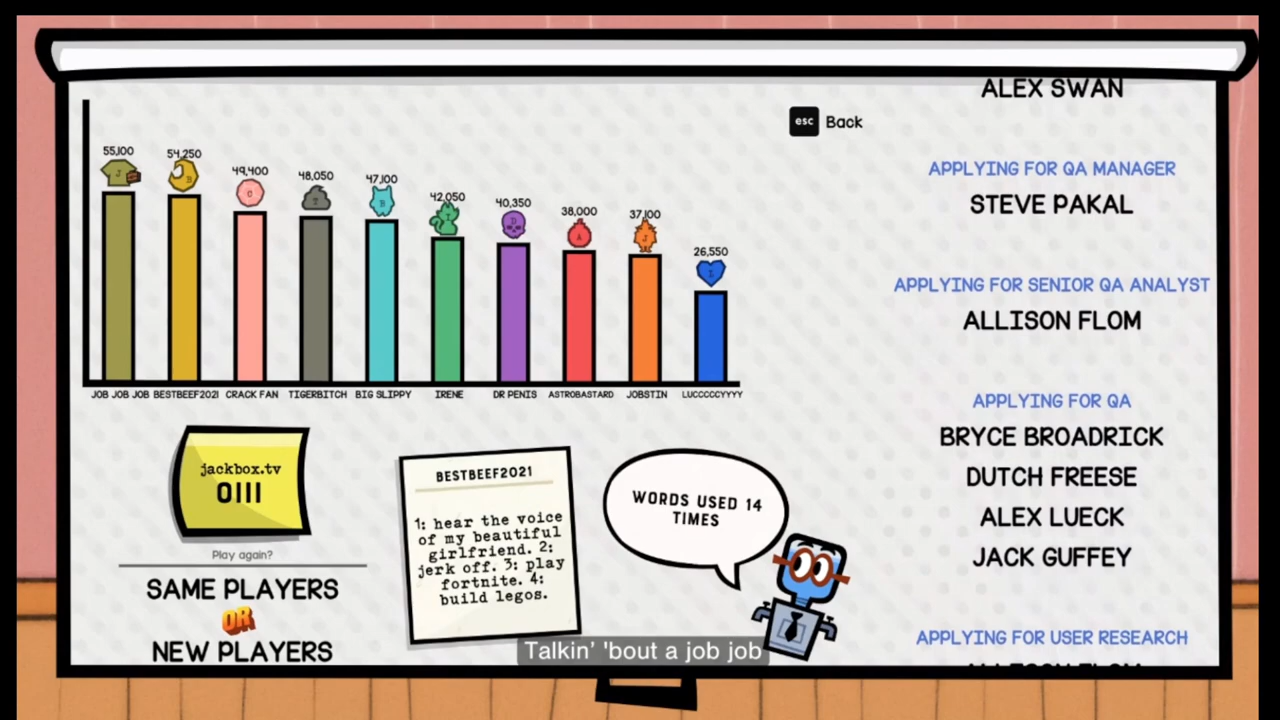 55,100
54,250
49,400
48,050
47,100
42,050
40,350
38,000
37,100
26,550
JOB JOB JOB
BESTBEEF2021
CRACK FAN
TIGERBITCH
BIG SLIPPY
IRENE
DR PENIS
ASTROBARDARD
JOBSTIN
LUCCCCCYYYY
esc Back
jackbox.tv
OIII
Play again?
SAME PLAYERS
OR
NEW PLAYERS
BESTBEEF2021
1: hear the voice
of my beautiful
girlfriend. 2:
jerk off. 3: play
fortnite. 4:
build legos.
WORDS USED 14
TIMES
Talkin' 'bout a job job
ALEX SWAN
APPLYING FOR QA MANAGER
STEVE PAKAL
APPLYING FOR SENIOR QA ANALYST
ALLISON FLOM
APPLYING FOR QA
BRYCE BROADRICK
DUTCH FREESE
ALEX LUECK
JACK GUFFEY
APPLYING FOR USER RESEARCH